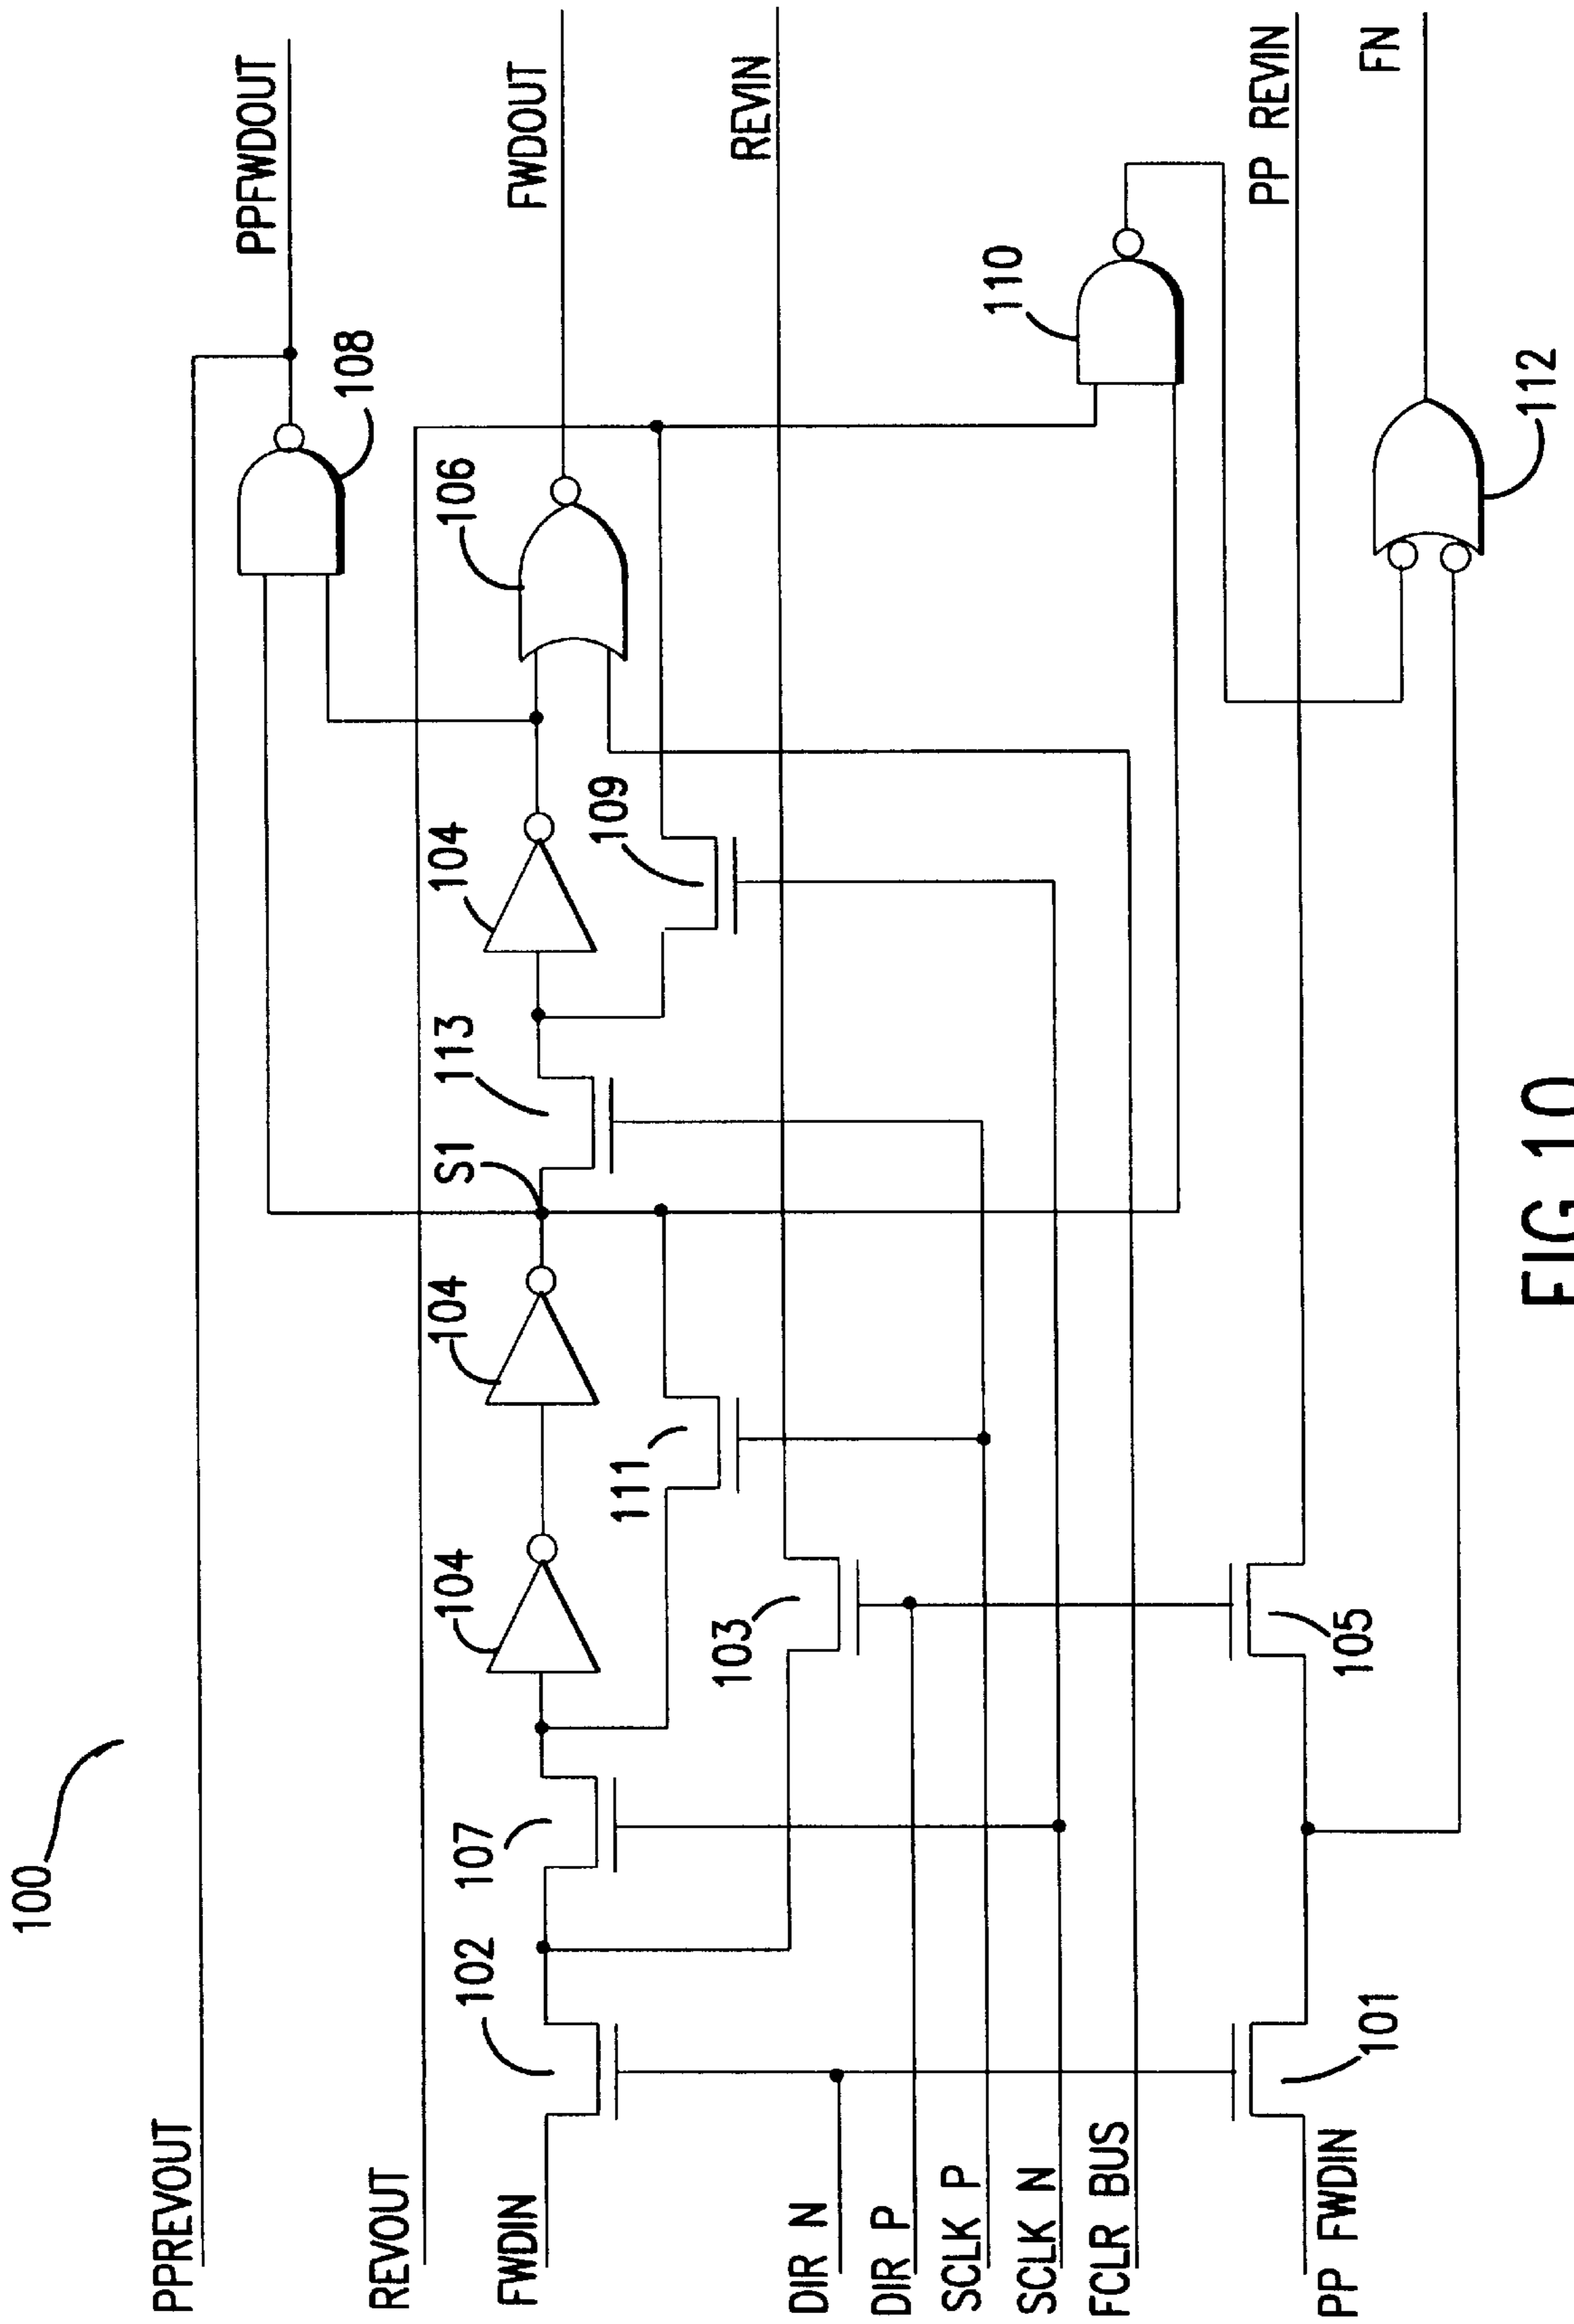 100
PPREVOUT
PPFWDOUT
108
REVOUT
FWDIN
102
107
104
104
S1
113
104
106
FWDOUT
111
109
103
REVIN
DIR N
DIR P
SCLK P
SCLK N
FCLR BUS
110
PP FWDIN
101
105
PP REVIN
112
FN
FIG 10